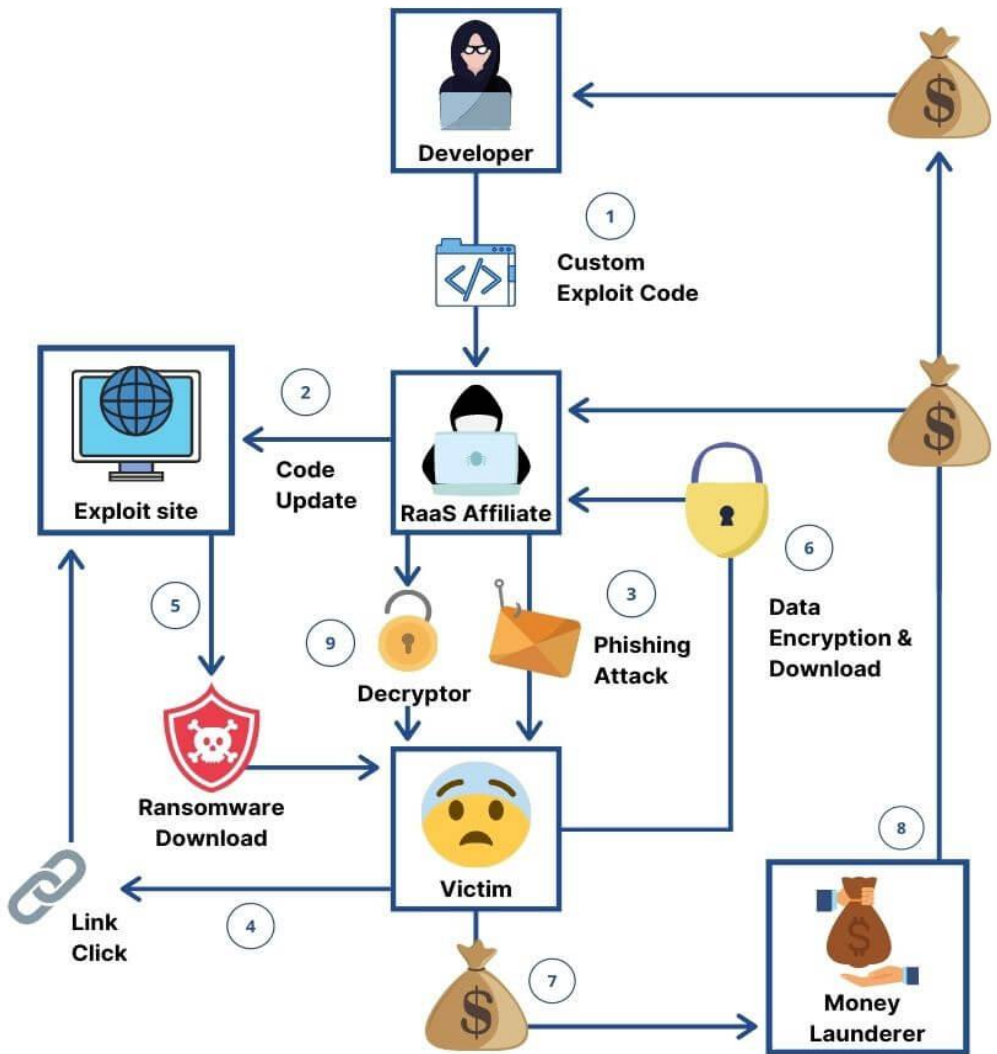 Developer
1
Custom
Exploit Code
$
Exploit site
2
Code
Update
RaaS Affiliate
$
6
Data
Encryption &
Download
5
9
Decryptor
3
Phishing
Attack
Ransomware
Download
Victim
4
Link
Click
7
$
8
$
Money
Launderer